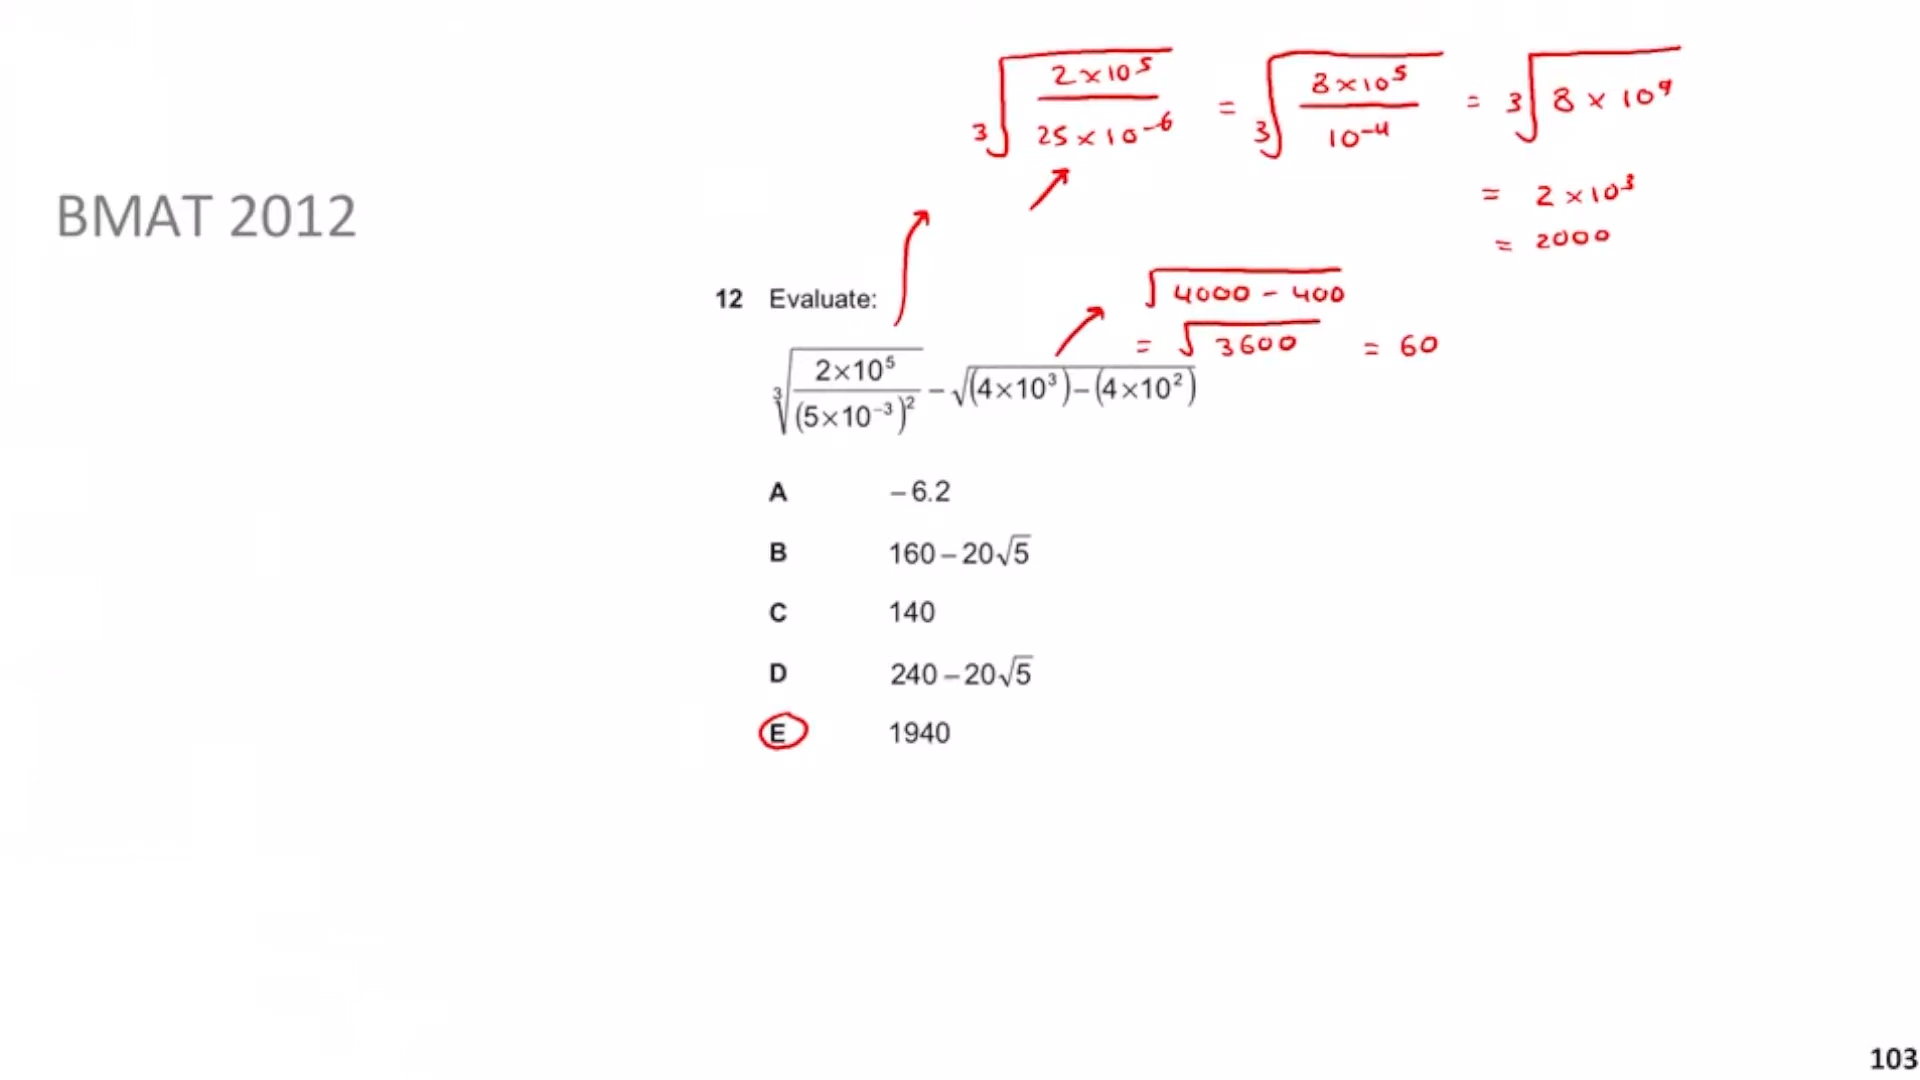 ∛((2×10⁵)/(25×10⁻⁶)) = ∛((8×10⁵)/(10⁻⁴)) = ∛(8×10⁹)
= 2×10³
= 2000
BMAT 2012
√(4000 - 400)
= √3600 = 60
12 Evaluate:
∛((2×10⁵)/(5×10⁻³)²) − √((4×10³)−(4×10²))
A −6.2
B 160−20√5
C 140
D 240−20√5
E 1940
103